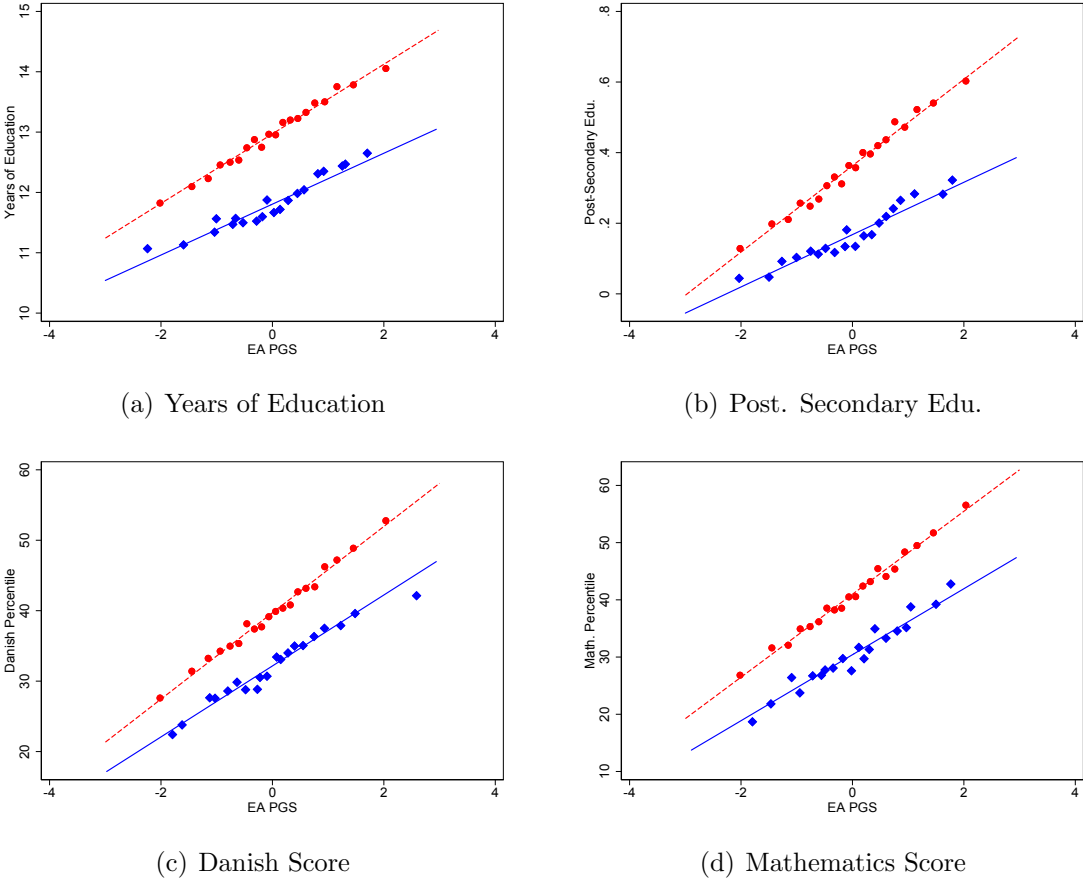 15
14
13
12
11
10
Years of Education
-4 -2 0 2 4
EA PGS
(a) Years of Education
.8
.6
.4
.2
0
Post-Secondary Edu.
-4 -2 0 2 4
EA PGS
(b) Post. Secondary Edu.
60
50
40
30
20
Danish Percentile
-4 -2 0 2 4
EA PGS
(c) Danish Score
60
50
40
30
20
10
Math. Percentile
-4 -2 0 2 4
EA PGS
(d) Mathematics Score